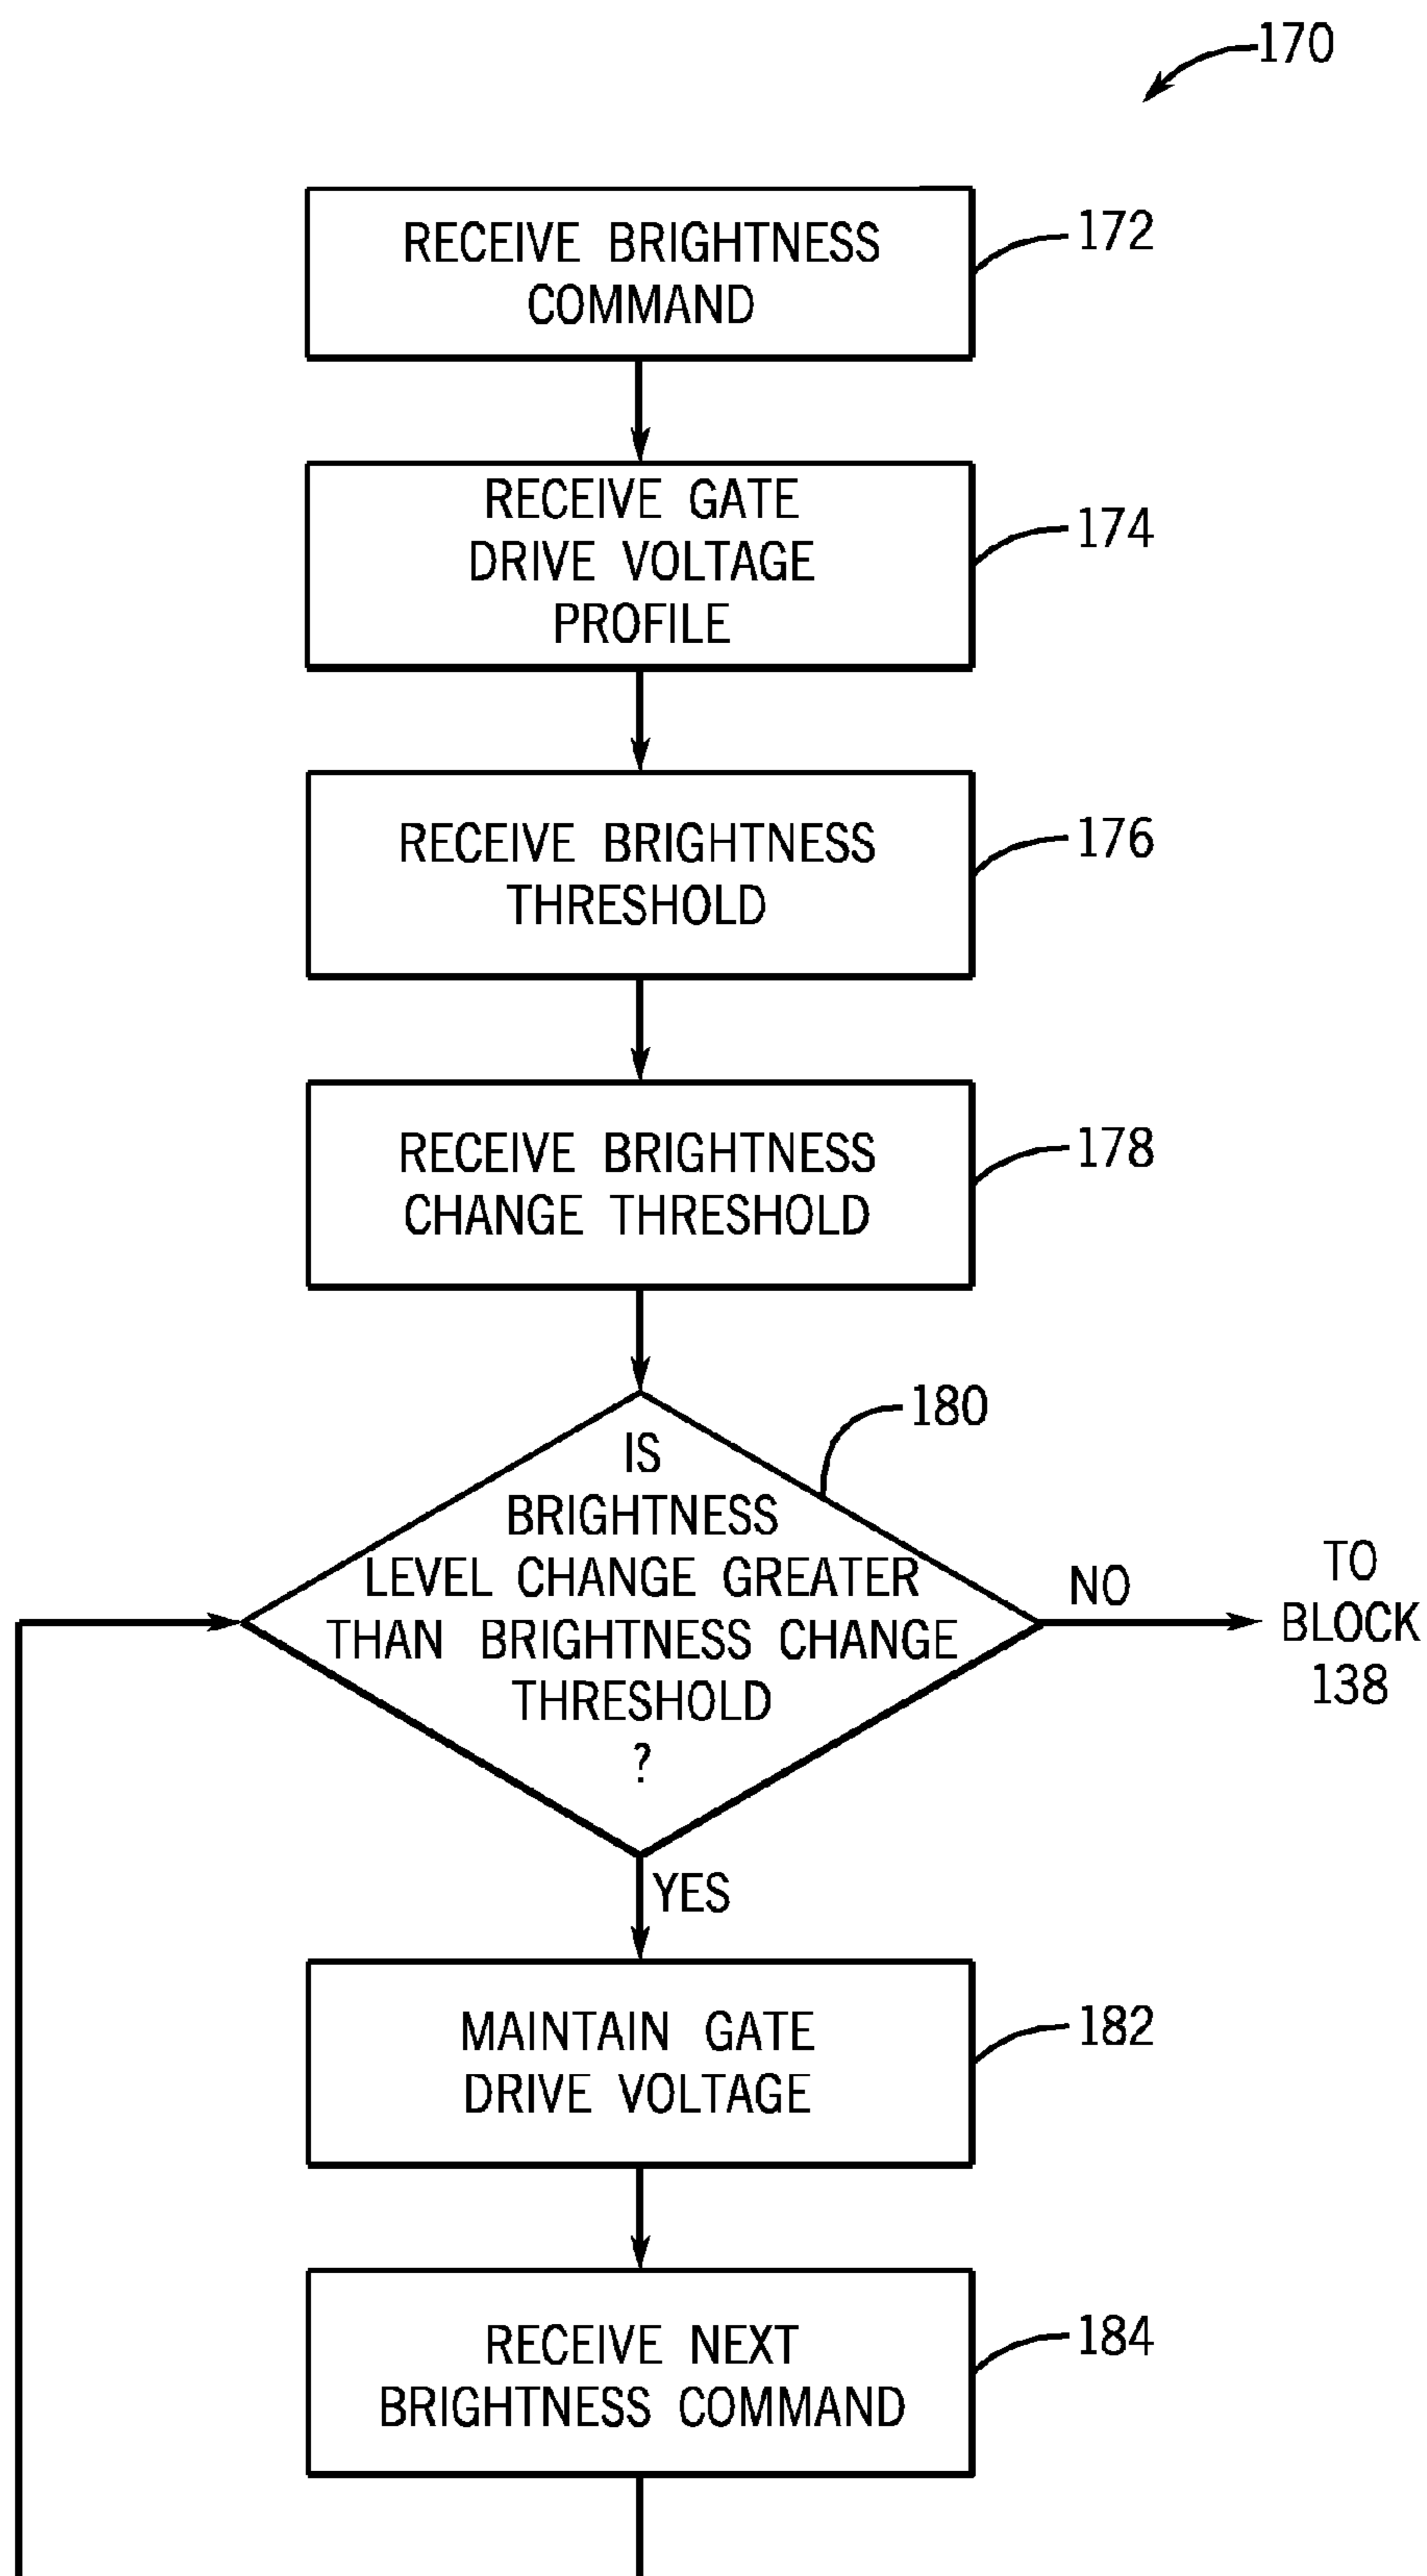 170
RECEIVE BRIGHTNESS
COMMAND
172
RECEIVE GATE
DRIVE VOLTAGE
PROFILE
174
RECEIVE BRIGHTNESS
THRESHOLD
176
RECEIVE BRIGHTNESS
CHANGE THRESHOLD
178
180
IS
BRIGHTNESS
LEVEL CHANGE GREATER
THAN BRIGHTNESS CHANGE
THRESHOLD
?
NO
TO
BLOCK
138
YES
MAINTAIN GATE
DRIVE VOLTAGE
182
RECEIVE NEXT
BRIGHTNESS COMMAND
184